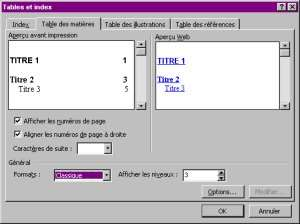 Tables et index
Index Table des matières Table des illustrations Table des références
Aperçu avant impression Aperçu Web
TITRE 1 1 TITRE 1
Titre 2 3 Titre 2
Titre 3 5 Titre 3
Afficher les numéros de page
Aligner les numéros de page à droite
Caractères de suite :
Général
Formats : Classique Afficher les niveaux : 3
Options... Modifier...
OK Annuler